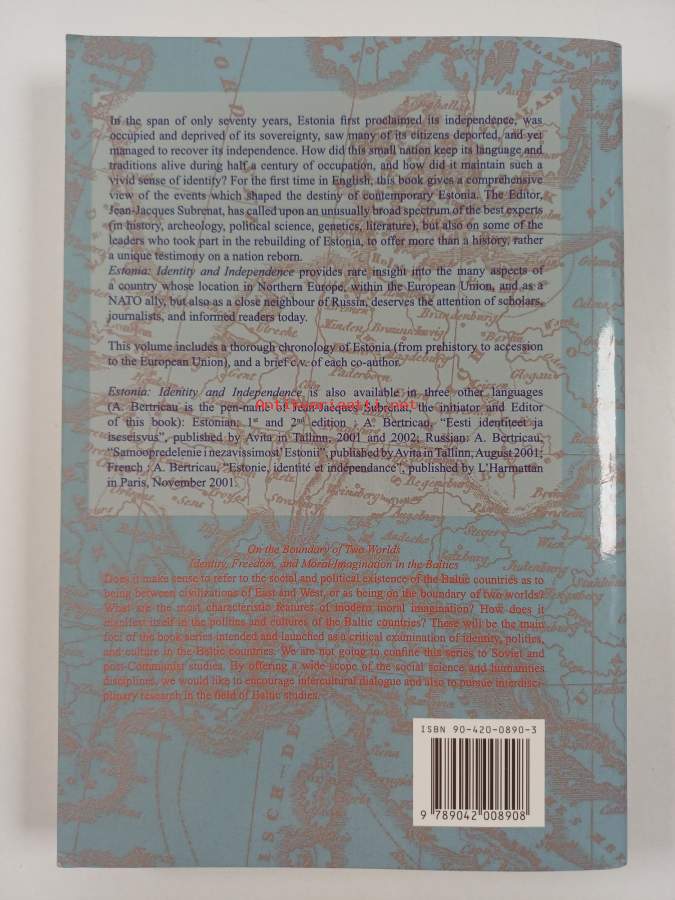 In the span of only seventy years, Estonia first proclaimed its independence, was
occupied and deprived of its sovereignty, saw many of its citizens deported, and yet
managed to recover its independence. How did this small nation keep its language and
traditions alive during half a century of occupation, and how did it maintain such a
vivid sense of identity? For the first time in English, this book gives a comprehensive
view of the events which shaped the destiny of contemporary Estonia. The Editor,
Jean-Jacques Subrenat, has called upon an unusually broad spectrum of the best experts
(in history, archeology, political science, genetics, literature), but also on some of the
leaders who took part in the rebuilding of Estonia, to offer more than a history, rather
a unique testimony on a nation reborn.
Estonia: Identity and Independence provides rare insight into the many aspects of
a country whose location in Northern Europe, within the European Union, and as a
NATO ally, but also as a close neighbour of Russia, deserves the attention of scholars,
journalists, and informed readers today.
This volume includes a thorough chronology of Estonia (from prehistory to accession
to the European Union), and a brief c.v. of each co-author.
Estonia: Identity and Independence is also available in three other languages
(A. Bertricau is the pen-name of Jean-Jacques Subrenat, the initiator and Editor
of this book): Estonian: 1st and 2nd edition ; A. Bertricau, “Eesti identiteet ja
iseseisvus”, published by Avita in Tallinn, 2001 and 2002; Russian: A. Bertricau,
“Samoopredelenie i nezavissimost’ Estonii”, published by Avita in Tallinn, August 2001;
French : A. Bertricau, “Estonie, identité et indépendance”, published by L’Harmattan
in Paris, November 2001.
On the Boundary of Two Worlds
Identity, Freedom, and Moral Imagination in the Baltics
Does it make sense to refer to the social and political existence of the Baltic countries as to
being between civilizations of East and West, or as being on the boundary of two worlds?
What are the most characteristic features of modern moral imagination? How does it
manifest itself in the politics and cultures of the Baltic countries? These will be the main
foci of the book series intended and launched as a critical examination of identity, politics,
and culture in the Baltic countries. We are not going to confine this series to Soviet and
post-Communist studies. By offering a wide scope of the social science and humanities
disciplines, we would like to encourage intercultural dialogue and also to pursue interdisci-
plinary research in the field of Baltic studies.
ISBN 90-420-0890-3
9 789042 008908